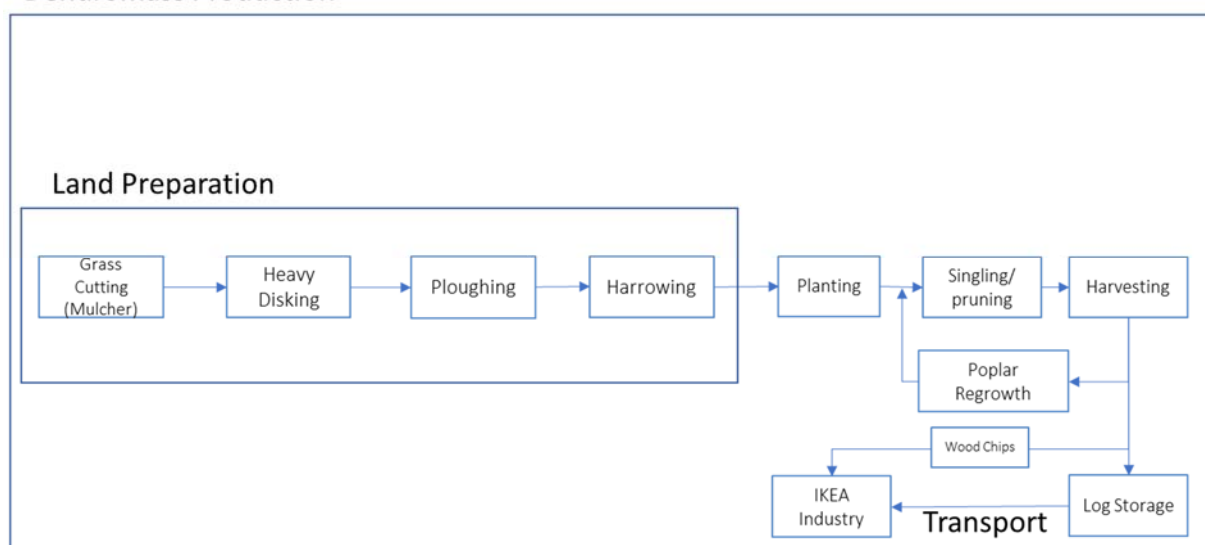 Land Preparation
Grass
Cutting
(Mulcher)
Heavy
Disking
Ploughing
Harrowing
Planting
Singling/
pruning
Harvesting
Poplar
Regrowth
Wood Chips
IKEA
Industry
Transport
Log Storage